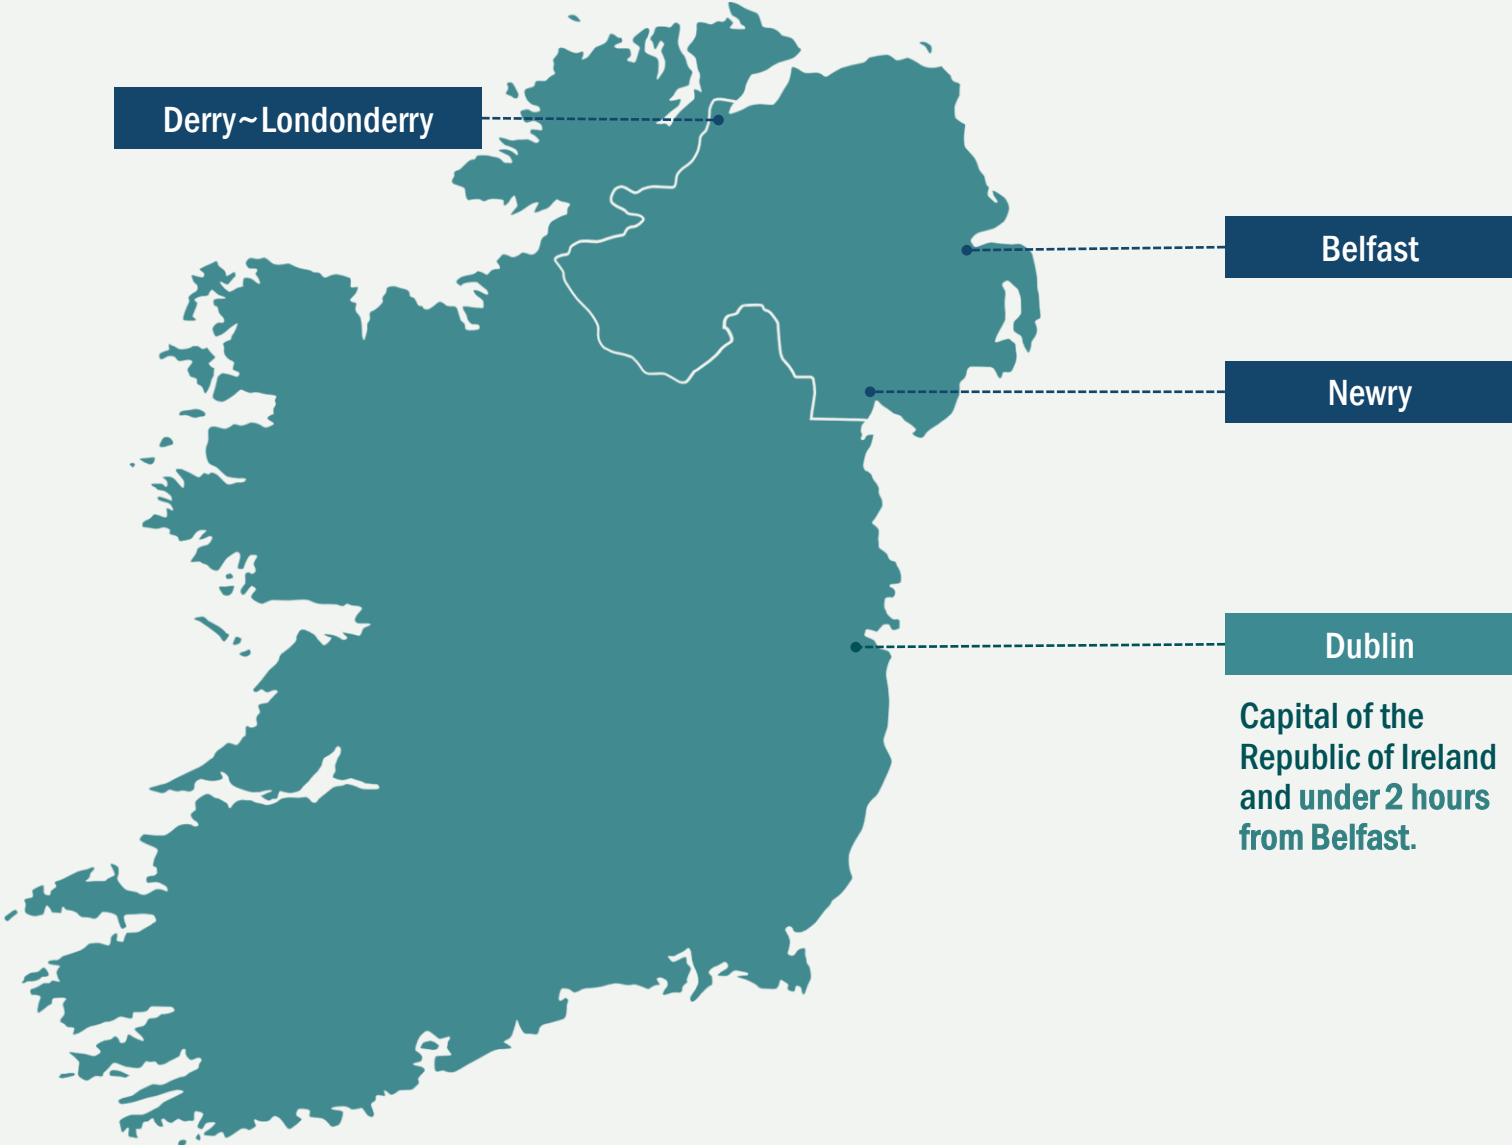 Derry~Londonderry
Belfast
Newry
Dublin
Capital of the
Republic of Ireland
and under 2 hours
from Belfast.